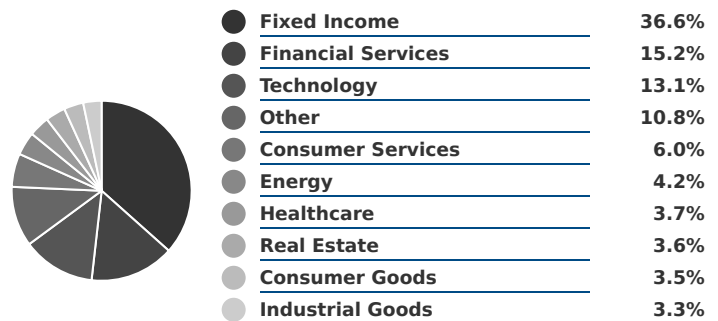 Fixed Income 36.6%
Financial Services 15.2%
Technology 13.1%
Other 10.8%
Consumer Services 6.0%
Energy 4.2%
Healthcare 3.7%
Real Estate 3.6%
Consumer Goods 3.5%
Industrial Goods 3.3%